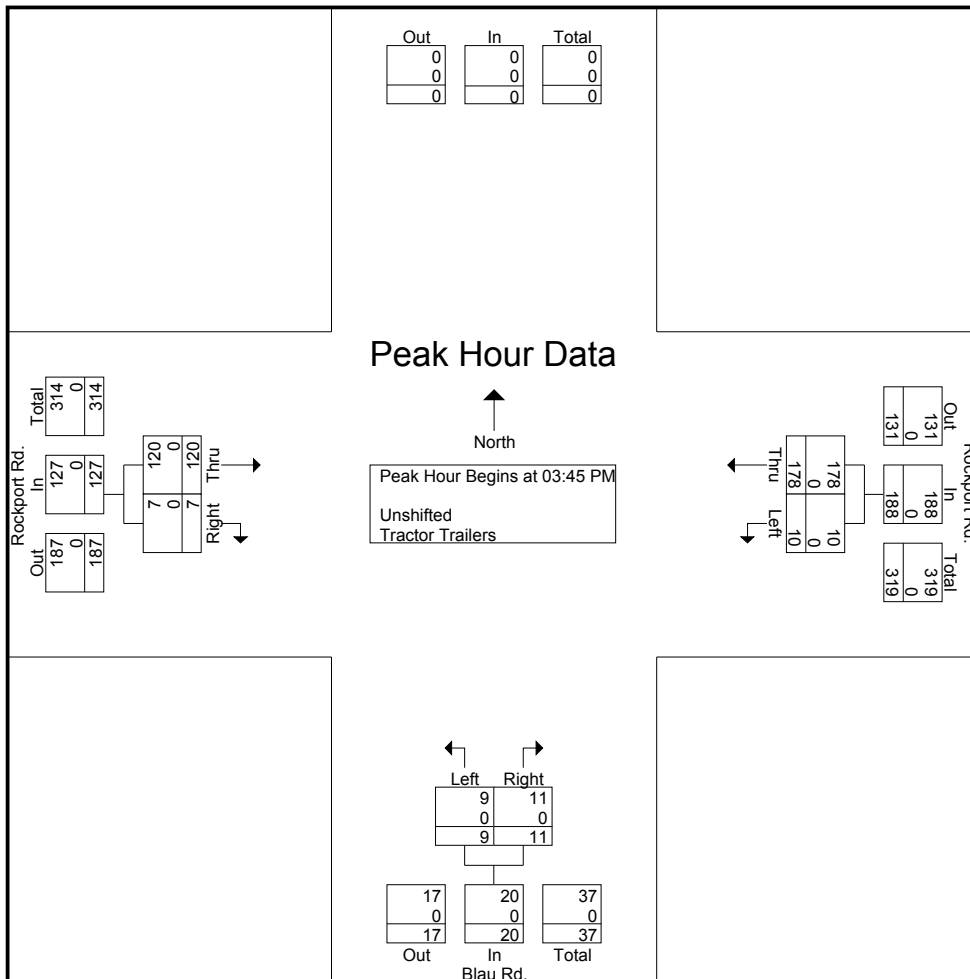 Out In Total
0 0 0
0 0 0
0 0 0
Peak Hour Data
North
Peak Hour Begins at 03:45 PM
Unshifted
Tractor Trailers
Rockport Rd.
Total
314
0
314
In
127
0
127
Out
187
0
187
Thru
120
0
120
Right
7
0
7
Rockport Rd.
Out
131
0
131
In
188
0
188
Total
319
0
319
Thru
178
0
178
Left
10
0
10
Left Right
9 11
0 0
9 11
17 20 37
0 0 0
17 20 37
Out In Total
Blau Rd.